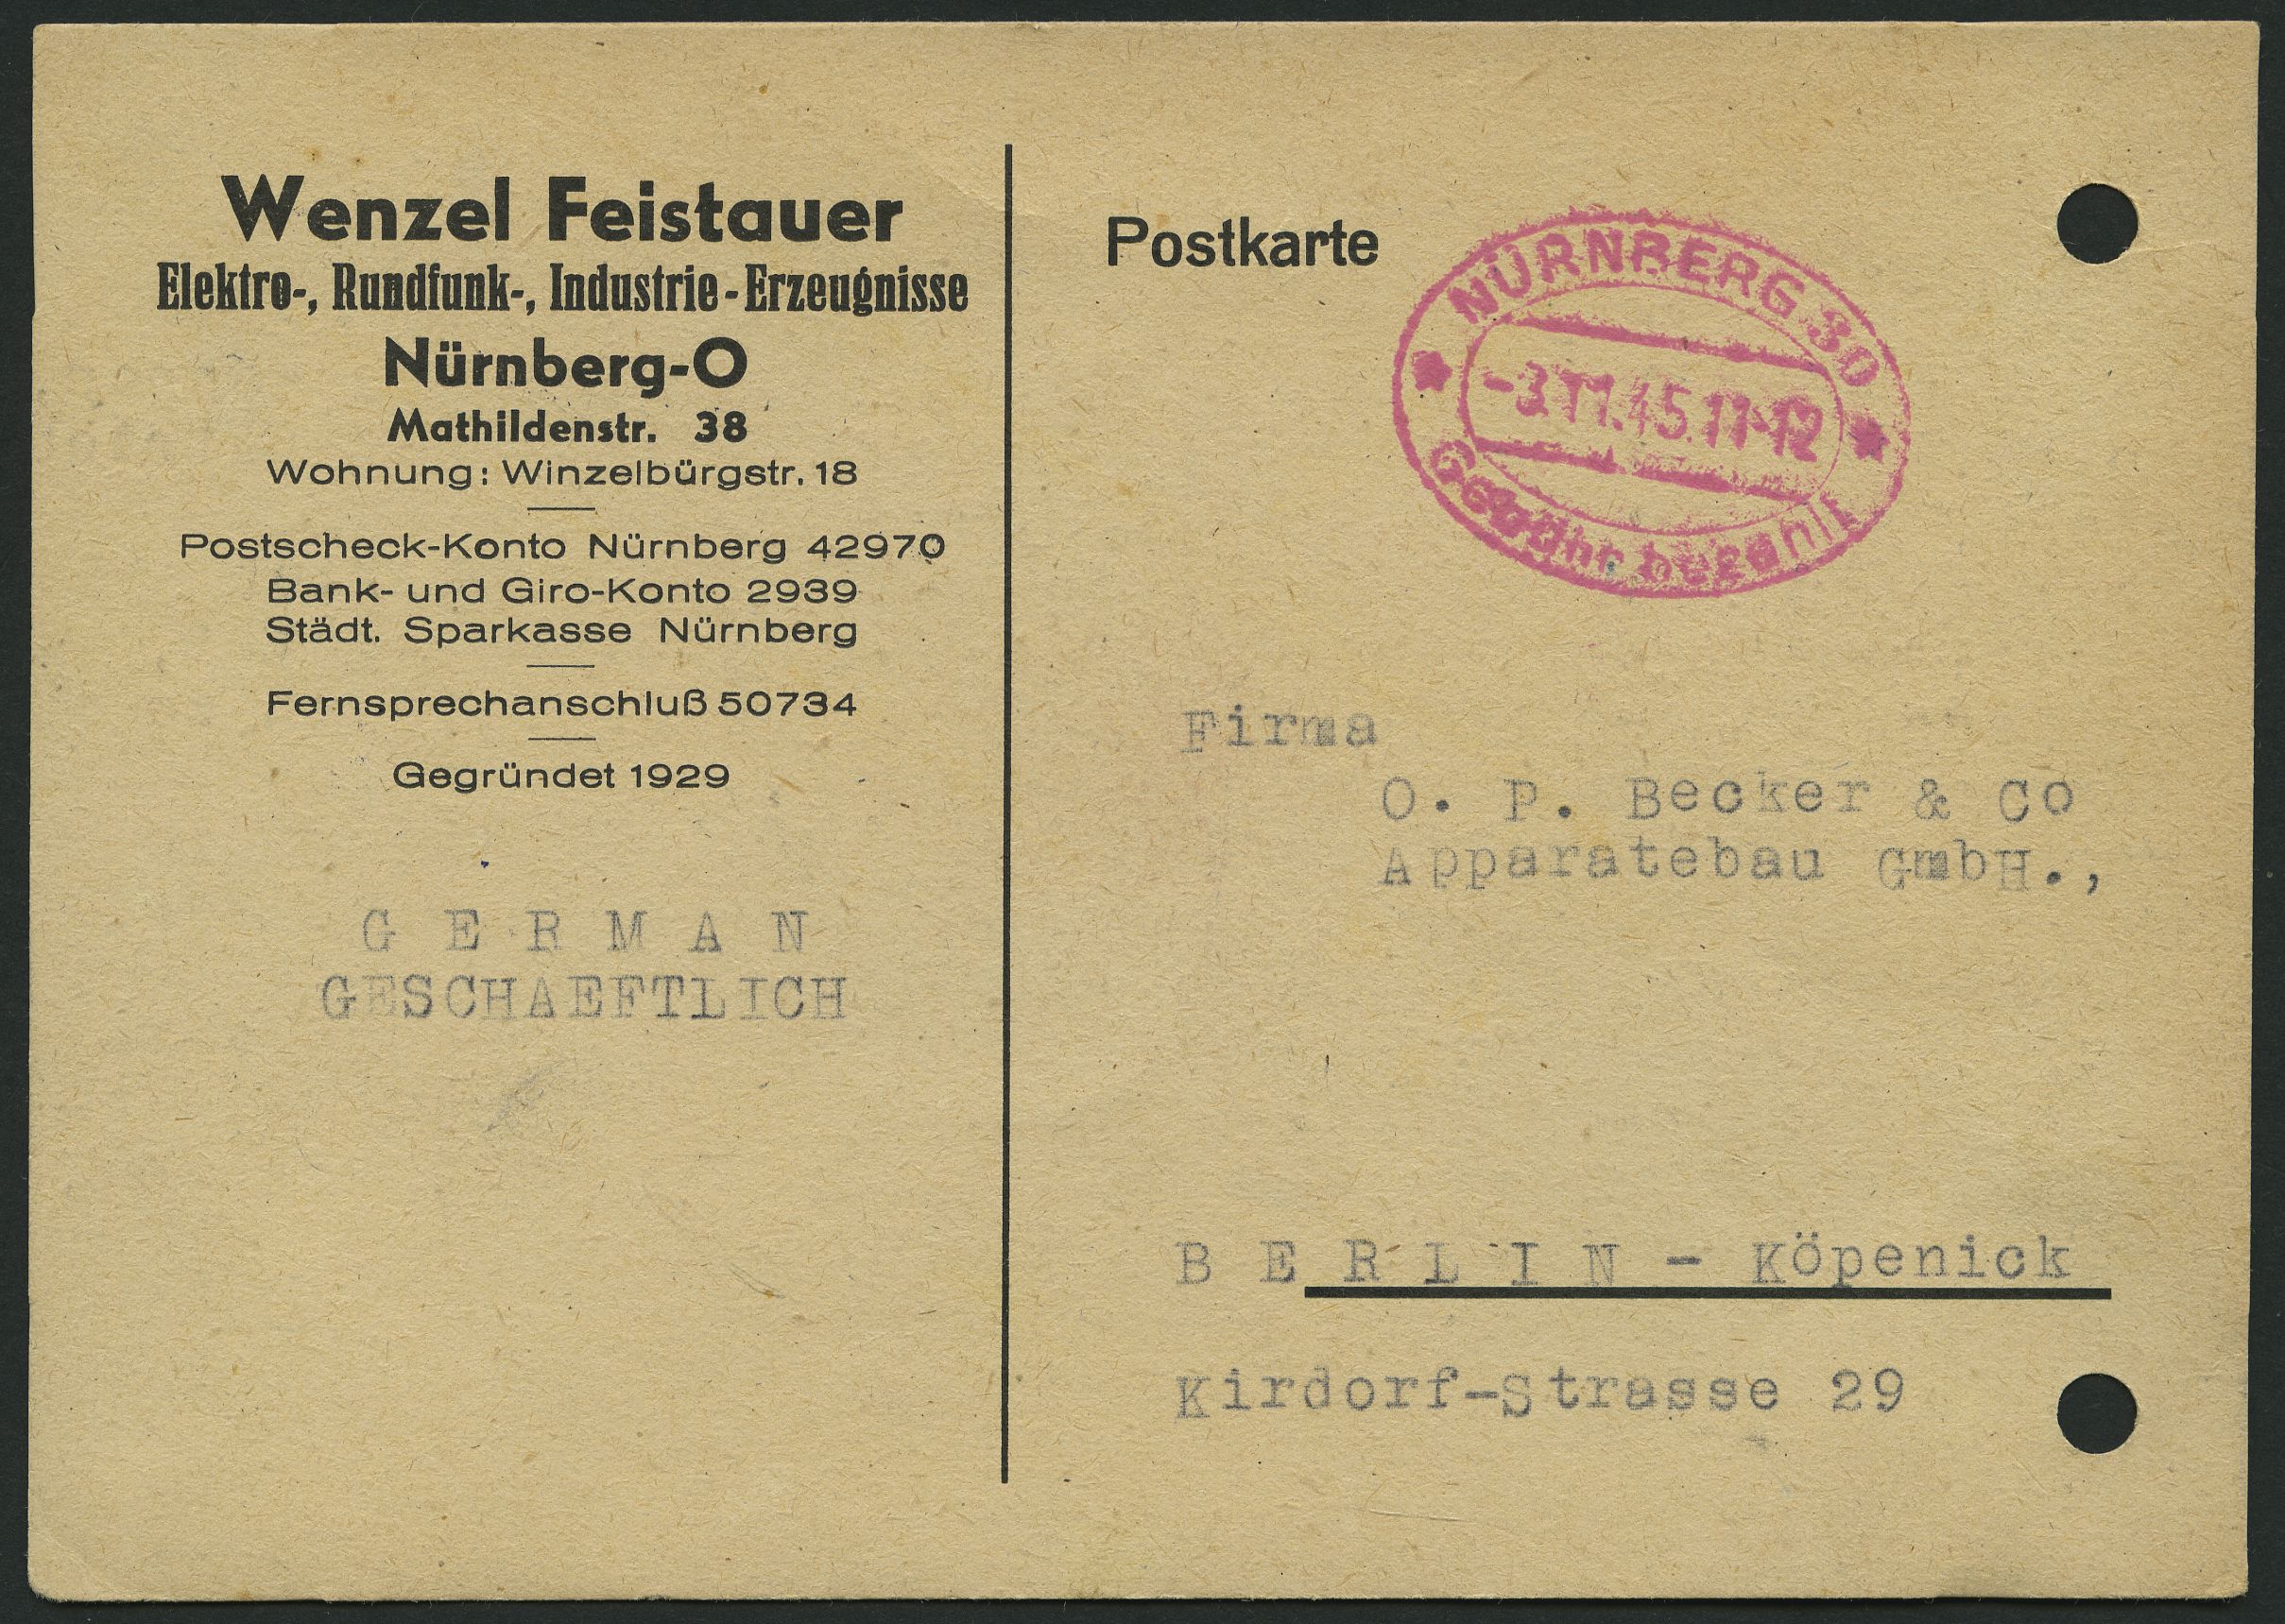 Wenzel Feistauer
Elektro-, Rundfunk-, Industrie-Erzeugnisse
Nürnberg-O
Mathildenstr. 38
Wohnung: Winzelbürgstr. 18
Postscheck-Konto Nürnberg 42970
Bank- und Giro-Konto 2939
Städt. Sparkasse Nürnberg
Fernsprechanschluß 50734
Gegründet 1929
G E R M A N
GESCHAEFTLICH
Postkarte
NÜRNBERG 30
-3.11.45.11-12
Gebühr bezahlt
Firma
O. P. Becker & Co
Apparatebau GmbH.,
B E R L I N - Köpenick
Kirdorf-Strasse 29